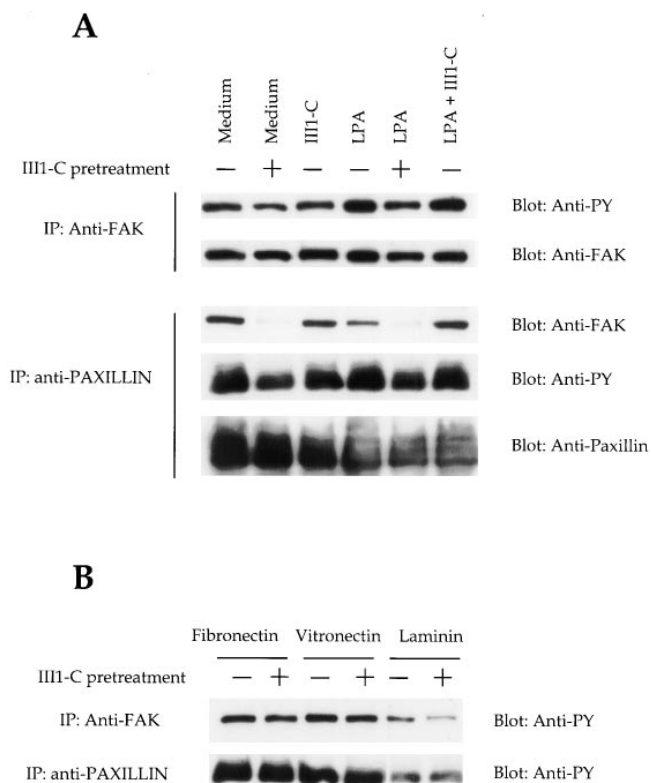 A
Medium Medium III1-C LPA LPA LPA + III1-C
III1-C pretreatment − + − − + −
IP: Anti-FAK
Blot: Anti-PY
Blot: Anti-FAK
IP: anti-PAXILLIN
Blot: Anti-FAK
Blot: Anti-PY
Blot: Anti-Paxillin
B
Fibronectin Vitronectin Laminin
III1-C pretreatment − + − + − +
IP: Anti-FAK Blot: Anti-PY
IP: anti-PAXILLIN Blot: Anti-PY